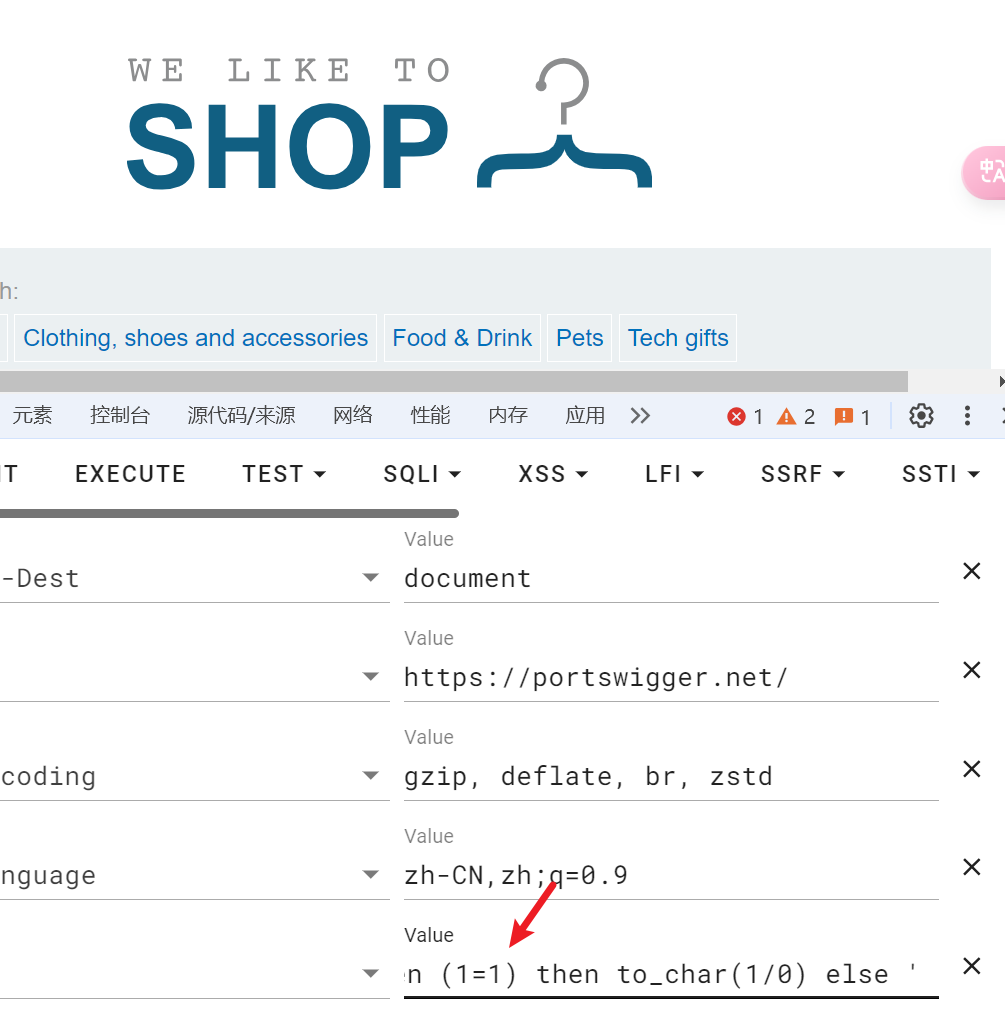 WE LIKE TO
SHOP
h:
Clothing, shoes and accessories Food & Drink Pets Tech gifts
元素 控制台 源代码/来源 网络 性能 内存 应用 1 2 1
T EXECUTE TEST SQLI XSS LFI SSRF SSTI
Value
-Dest document
Value
https://portswigger.net/
Value
coding gzip, deflate, br, zstd
Value
nguage zh-CN,zh;q=0.9
Value
n (1=1) then to_char(1/0) else '